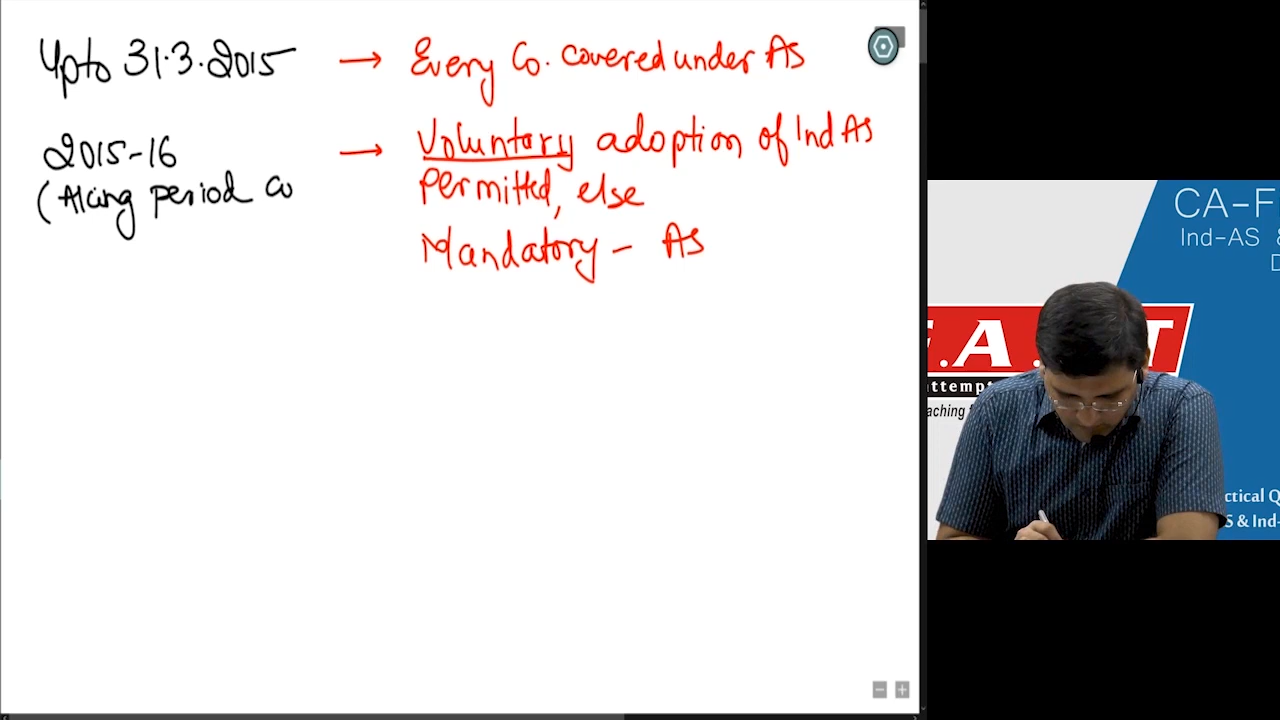 Upto 31.3.2015 → Every Co. covered under AS
2015-16 → Voluntary adoption of Ind AS
(A/cing period co
Permitted, else
Mandatory - AS
CA-F
Ind-AS &
D
.A. T
attempt
aching
ctical Q
S & Ind-